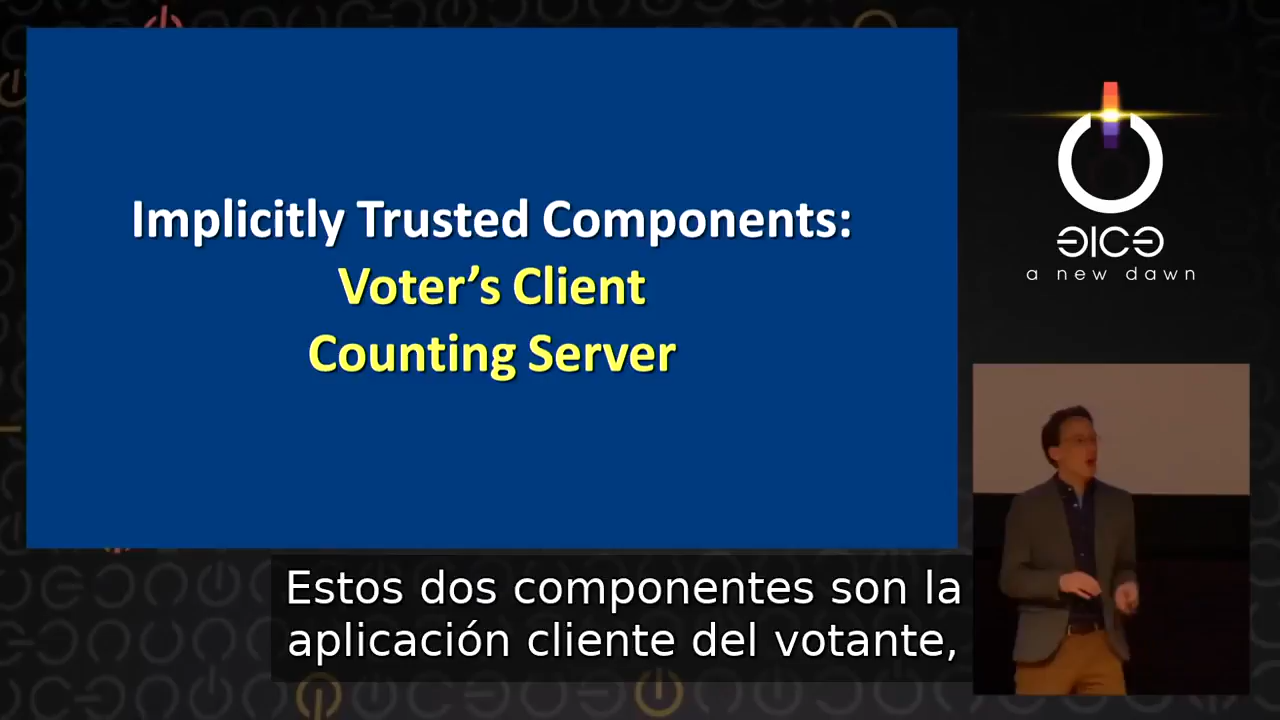 Implicitly Trusted Components:
Voter's Client
Counting Server
a new dawn
Estos dos componentes son la
aplicación cliente del votante,